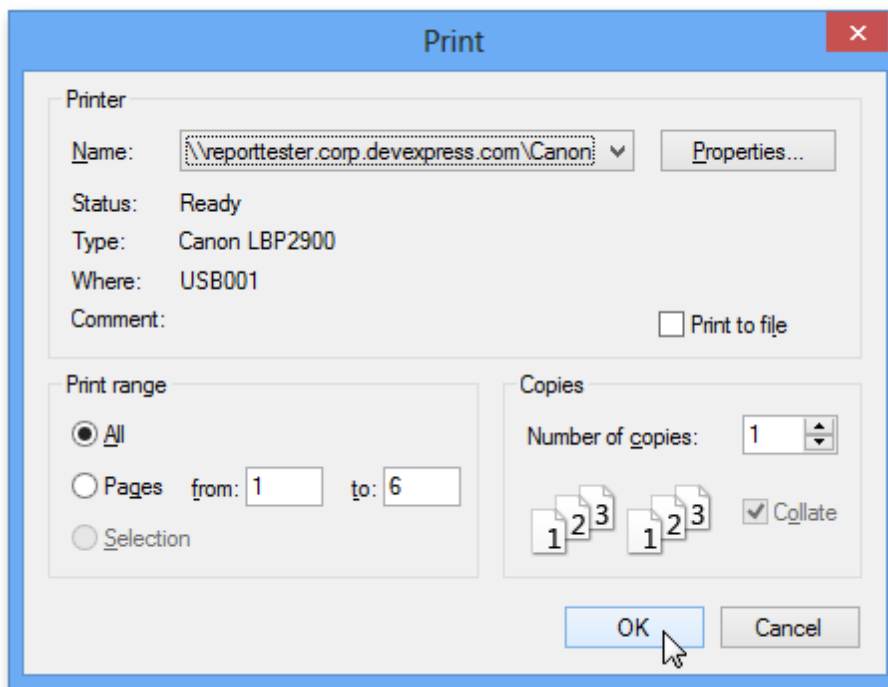 Print
Printer
Name: \\reporttester.corp.devexpress.com\Canon Properties...
Status: Ready
Type: Canon LBP2900
Where: USB001
Comment:
Print to file
Print range
All
Pages from: 1 to: 6
Selection
Copies
Number of copies: 1
1 2 3 1 2 3
Collate
OK Cancel